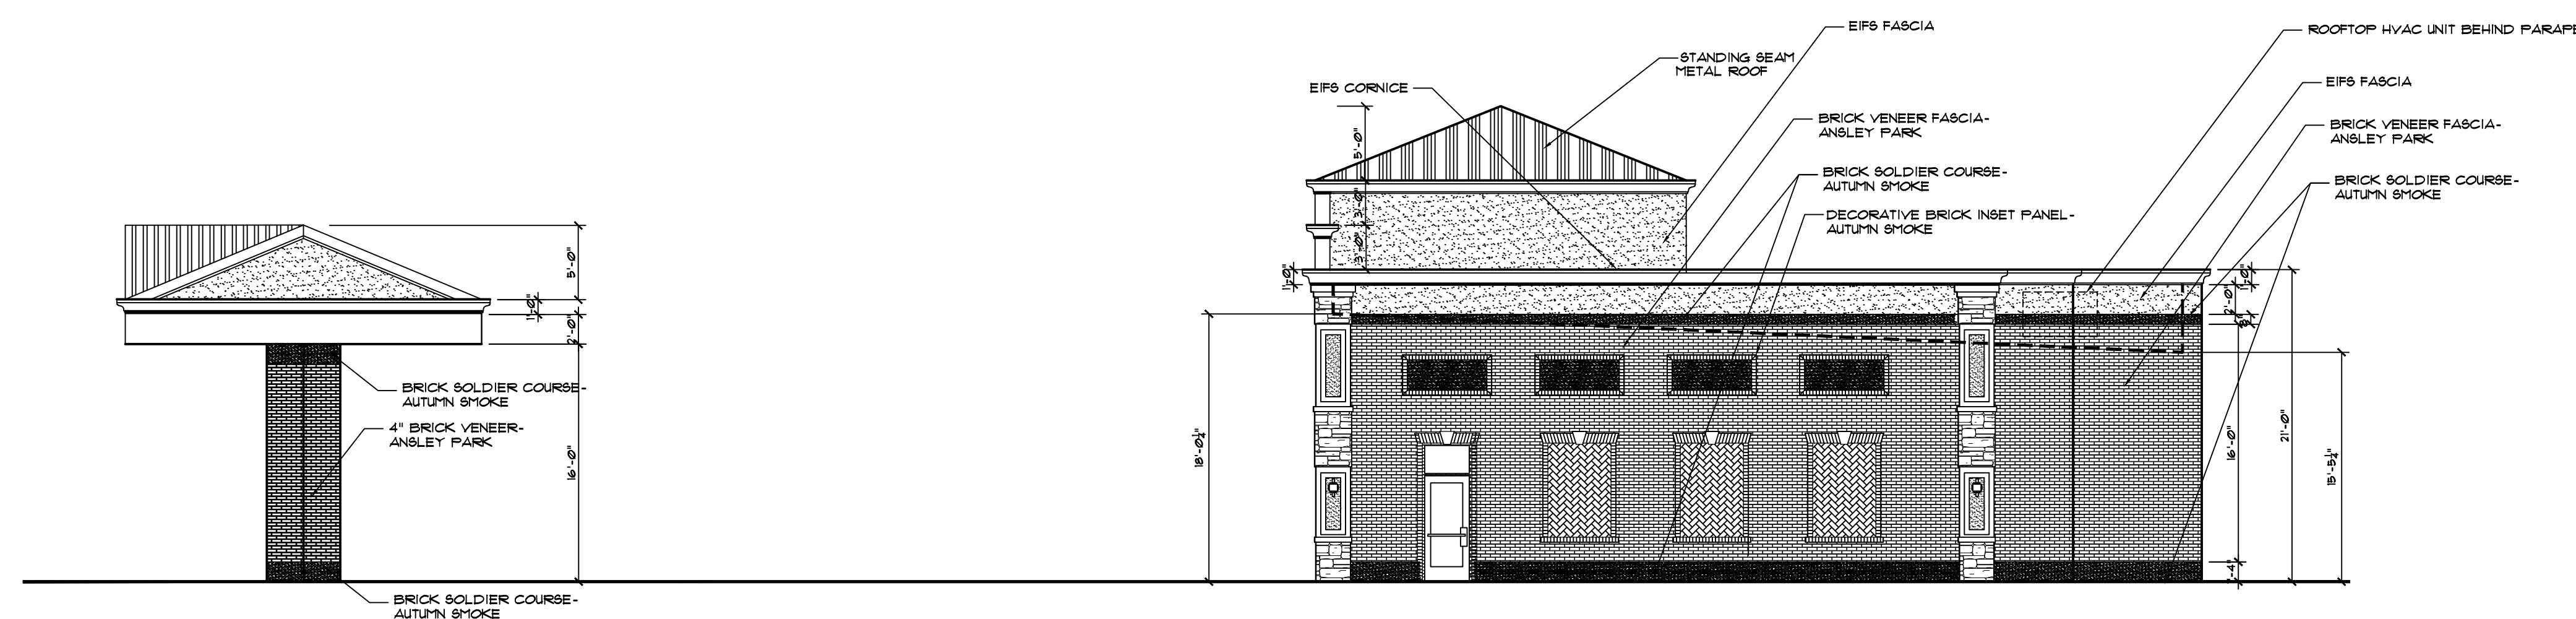 5'-0"
1'-0"
2'-0"
16'-0"
BRICK SOLDIER COURSE-
AUTUMN SMOKE
4" BRICK VENEER-
ANSLEY PARK
BRICK SOLDIER COURSE-
AUTUMN SMOKE
EIFS CORNICE
STANDING SEAM
METAL ROOF
EIFS FASCIA
BRICK VENEER FASCIA-
ANSLEY PARK
BRICK SOLDIER COURSE-
AUTUMN SMOKE
DECORATIVE BRICK INSET PANEL-
AUTUMN SMOKE
5'-0"
3'-0"
3'-0"
1'-0"
18'-0¼"
ROOFTOP HVAC UNIT BEHIND
EIFS FASCIA
BRICK VENEER FASCIA-
ANSLEY PARK
BRICK SOLDIER COURSE-
AUTUMN SMOKE
1'-0"
2'-0"
8"
16'-0"
21'-0"
15'-5¼"